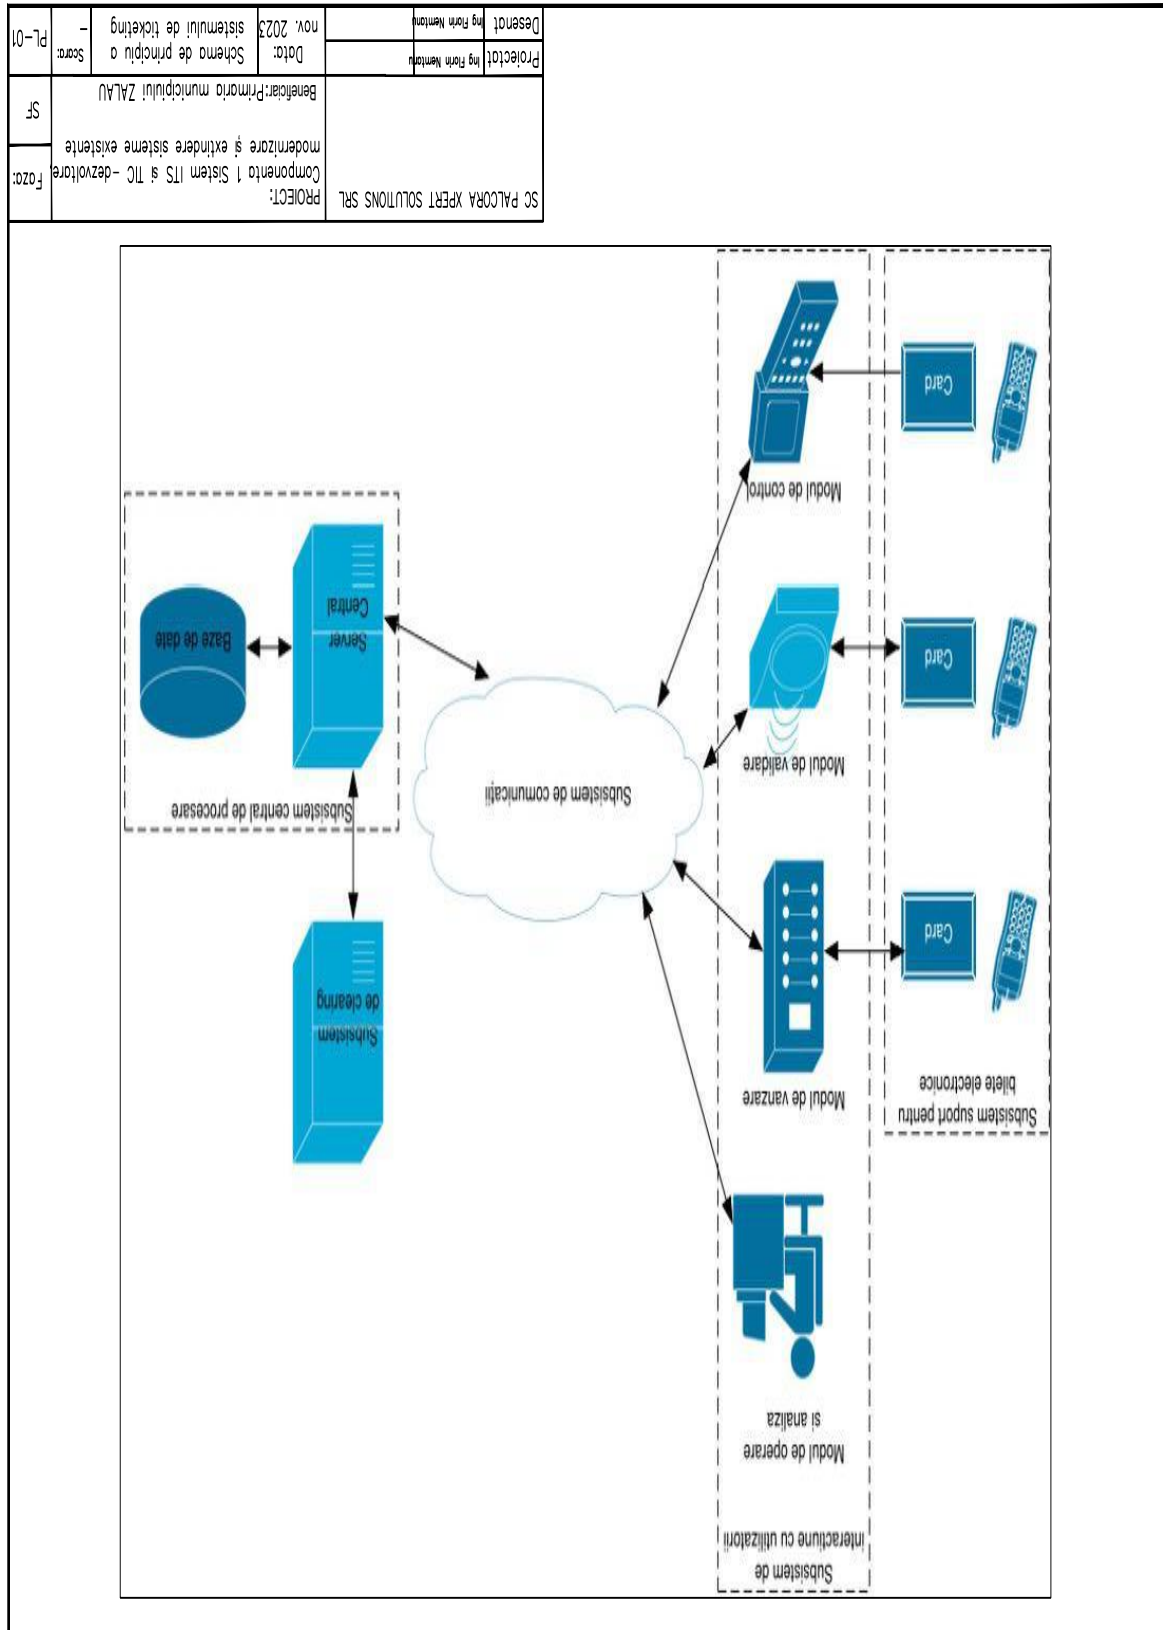 Subsistem de
interactiune cu utilizatorii
Modul de operare
si analiza
Subsistem suport pentru
bilete electronice
Modul de vanzare
Card
Subsistem
de clearing
Modul de validare
Card
Subsistem de comunicații
Subsistem central de procesare
Server
Central
Baze de date
Modul de control
Card
SC PALCORA XPERT SOLUTIONS SRL
PROIECT:
Componenta 1 Sistem ITS si TIC -dezvoltare,
modernizare și extindere sisteme existente
Beneficiar:Primaria municipiului ZALAU
Faza:
SF
Proiectat
Ing Florin Nemtanu
Desenat
Ing Florin Nemtanu
Data:
nov. 2023
Schema de principiu a
sistemului de ticketing
Scara:
-
PL-01